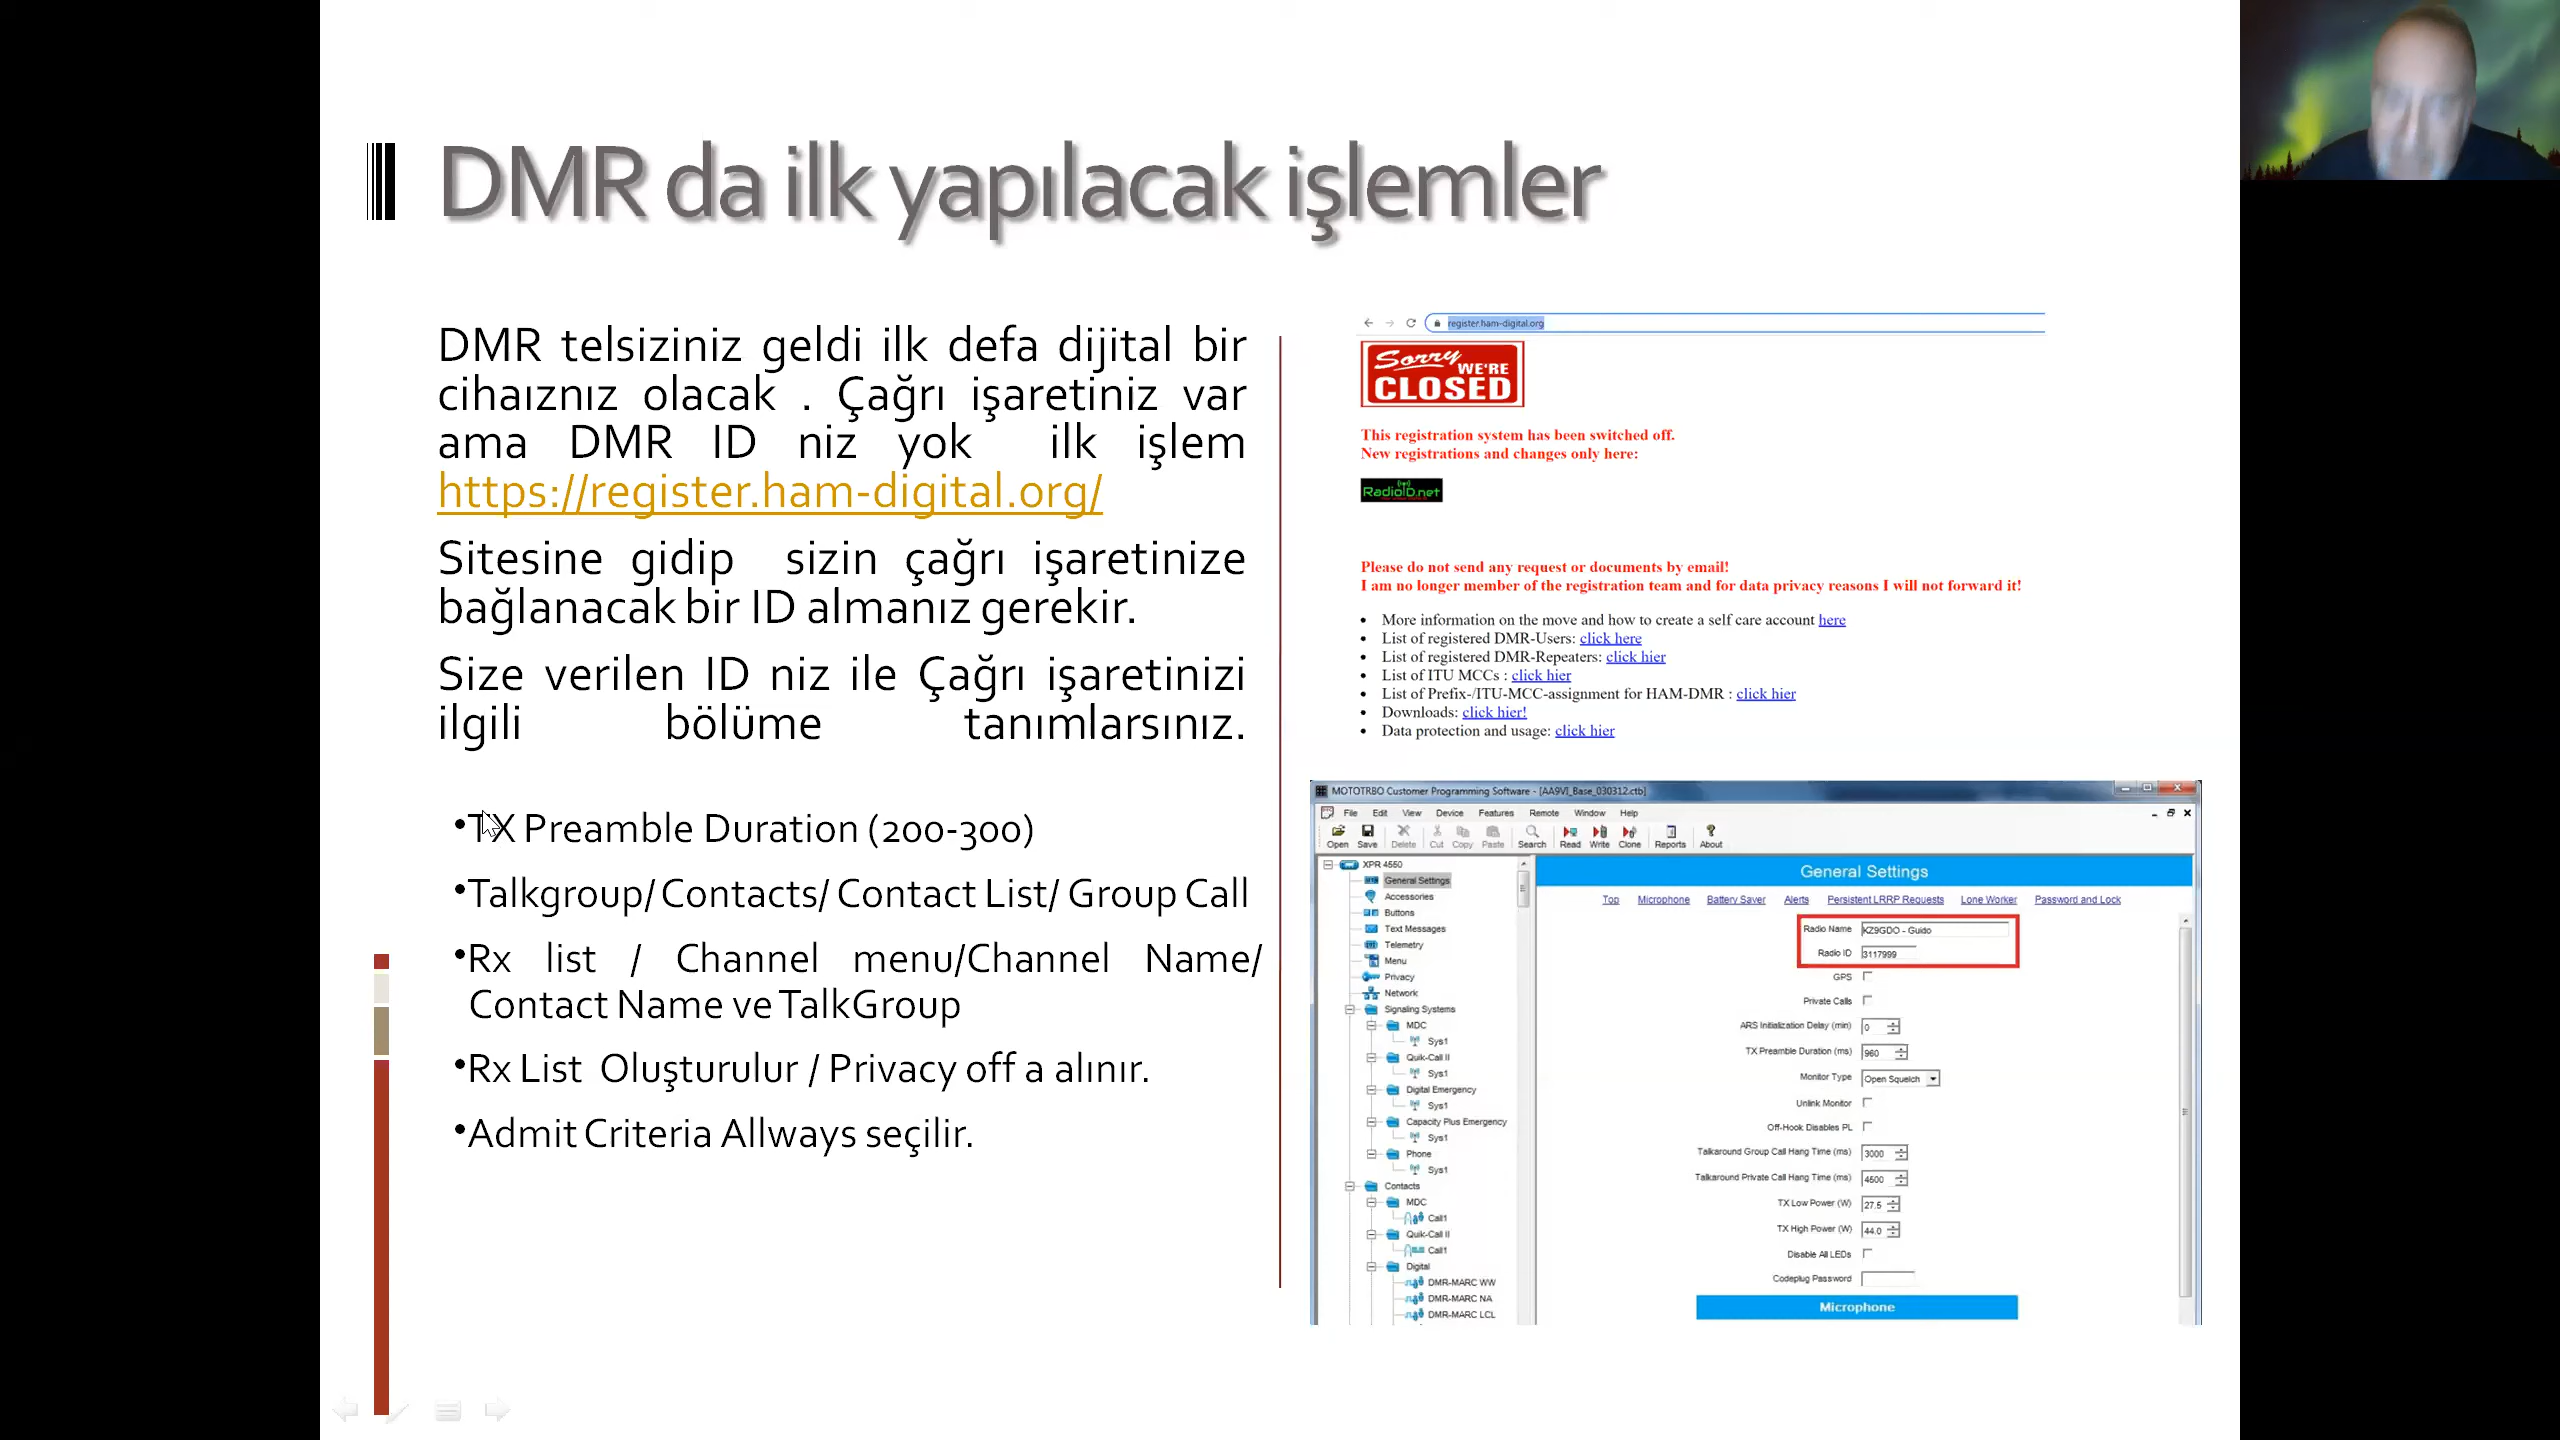 DMR da ilk yapılacak işlemler
DMR telsiziniz geldi ilk defa dijital bir
cihaıznız olacak . Çağrı işaretiniz var
ama DMR ID niz yok ilk işlem
https://register.ham-digital.org/
Sitesine gidip sizin çağrı işaretinize
bağlanacak bir ID almanız gerekir.
Size verilen ID niz ile Çağrı işaretinizi
ilgili bölüme tanımlarsınız.
•TX Preamble Duration (200-300)
•Talkgroup/ Contacts/ Contact List/ Group Call
•Rx list / Channel menu/Channel Name/
Contact Name ve TalkGroup
•Rx List Oluşturulur / Privacy off a alınır.
•Admit Criteria Allways seçilir.
register.ham-digital.org
Sorry
WE'RE
CLOSED
This registration system has been switched off.
New registrations and changes only here:
RadioID.net
Please do not send any request or documents by email!
I am no longer member of the registration team and for data privacy reasons I will not forward it!
• More information on the move and how to create a self care account here
• List of registered DMR-Users: click here
• List of registered DMR-Repeaters: click hier
• List of ITU MCCs : click hier
• List of Prefix-/ITU-MCC-assignment for HAM-DMR : click hier
• Downloads: click hier!
• Data protection and usage: click hier
MOTOTRBO Customer Programming Software - [AA9VI_Base_030312.ctb]
File Edit View Device Features Remote Window Help
Open Save Delete Cut Copy Paste Search Read Write Clone Reports About
XPR 4550
General Settings
Accessories
Buttons
Text Messages
Telemetry
Menu
Privacy
Network
Signaling Systems
MDC
Sys1
Quik-Call II
Sys1
Digital Emergency
Sys1
Capacity Plus Emergency
Sys1
Phone
Sys1
Contacts
MDC
Call1
Quik-Call II
Call1
Digital
DMR-MARC WW
DMR-MARC NA
DMR-MARC LCL
General Settings
Top Microphone Battery Saver Alerts Persistent LRRP Requests Lone Worker Password and Lock
Radio Name KZ9GDO - Guido
Radio ID 3117999
GPS
Private Calls
ARS Initialization Delay (min) 0
TX Preamble Duration (ms) 960
Monitor Type Open Squelch
Unlink Monitor
Off-Hook Disables PL
Talkaround Group Call Hang Time (ms) 3000
Talkaround Private Call Hang Time (ms) 4500
TX Low Power (W) 27.5
TX High Power (W) 44.0
Disable All LEDs
Codeplug Password
Microphone